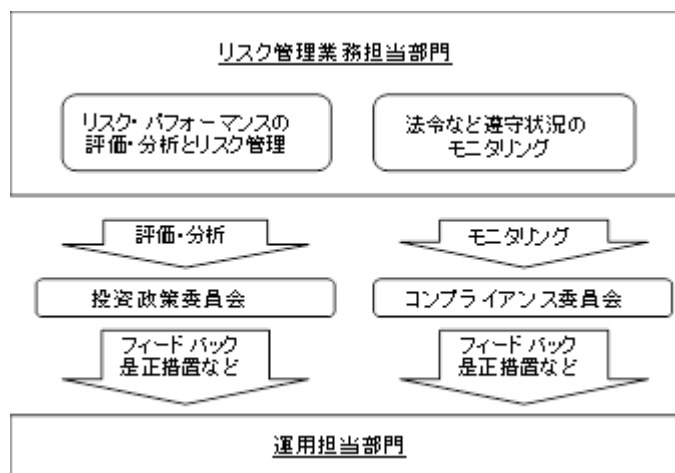 リスク管理業務担当部門
リスク・パフォーマンスの
評価・分析とリスク管理
法令など遵守状況の
モニタリング
評価・分析
モニタリング
投資政策委員会
コンプライアンス委員会
フィードバック
是正措置など
フィードバック
是正措置など
運用担当部門